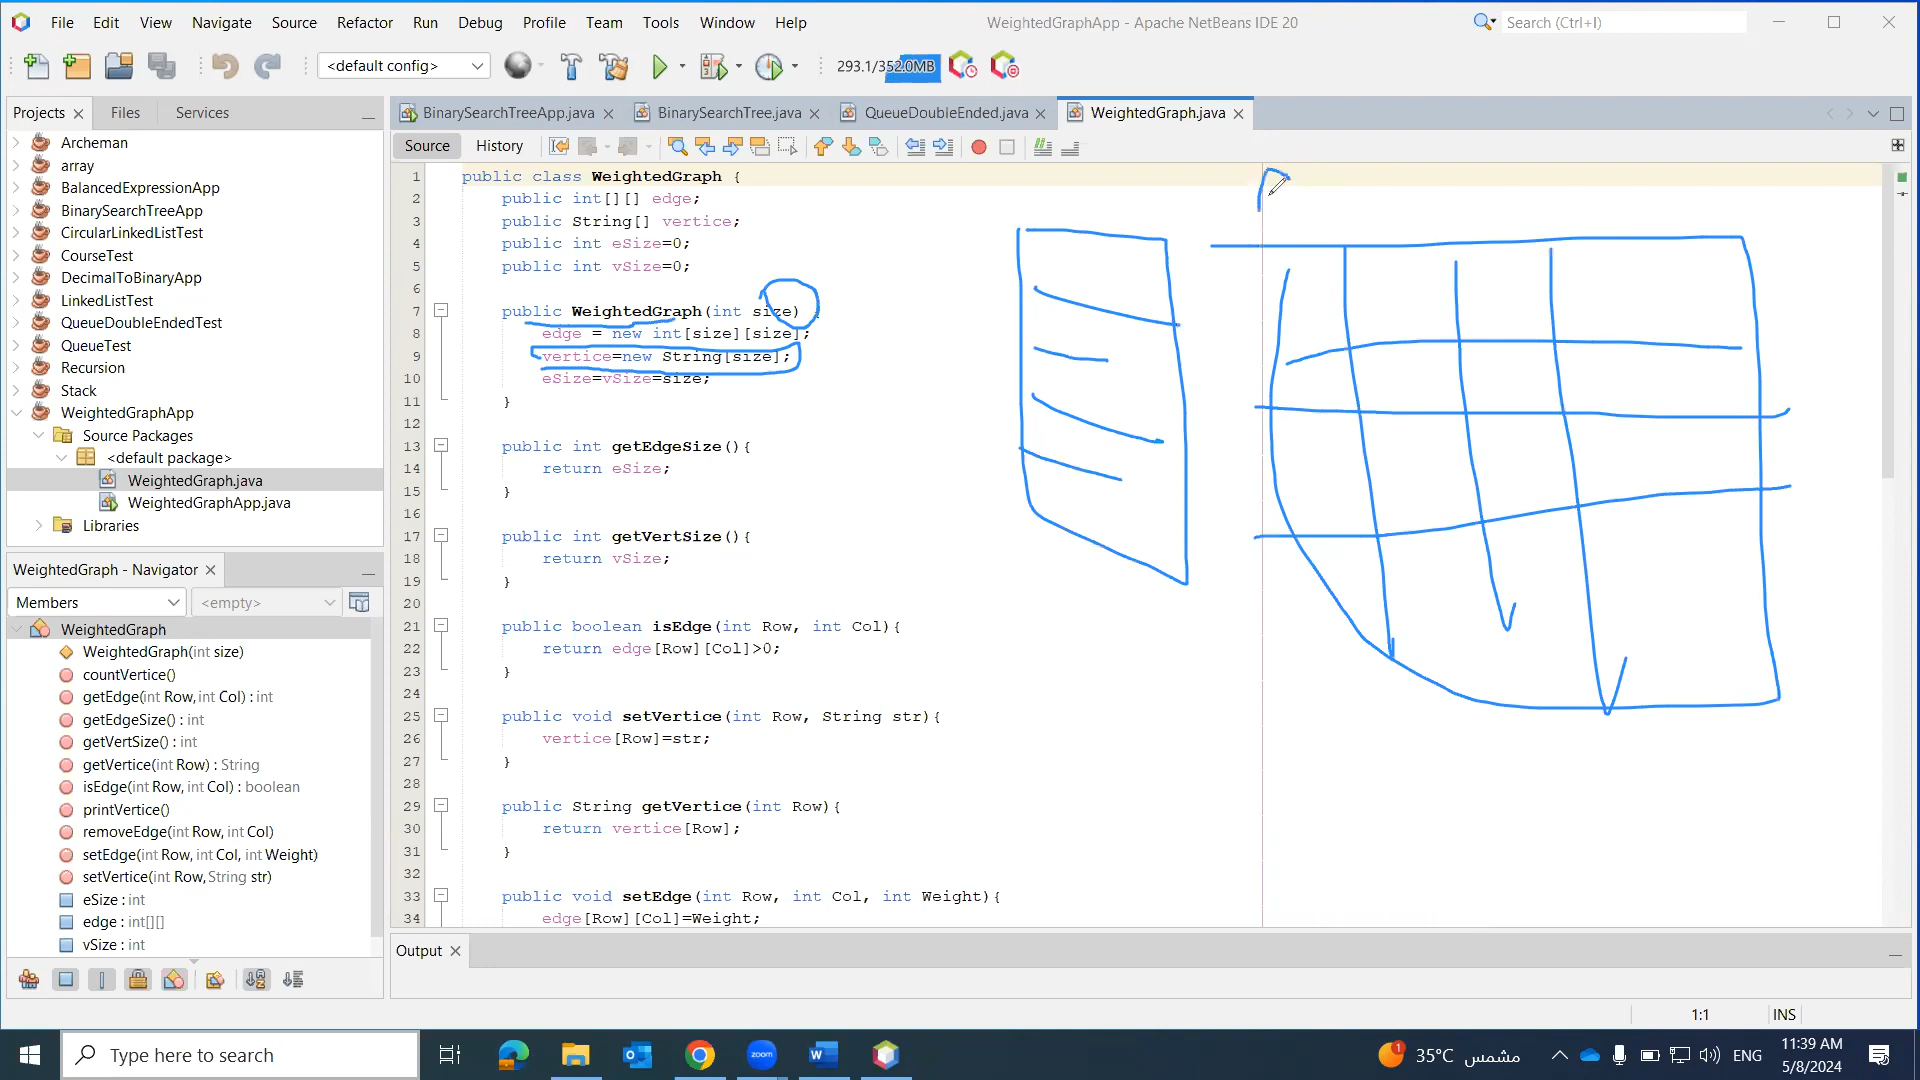 File Edit View Navigate Source Refactor Run Debug Profile Team Tools Window Help
WeightedGraphApp - Apache NetBeans IDE 20
Search (Ctrl+I)
<default config>
293.1/352.0MB
Projects Files Services
BinarySearchTreeApp.java BinarySearchTree.java QueueDoubleEnded.java WeightedGraph.java
Source History
Archeman
array
BalancedExpressionApp
BinarySearchTreeApp
CircularLinkedListTest
CourseTest
DecimalToBinaryApp
LinkedListTest
QueueDoubleEndedTest
QueueTest
Recursion
Stack
WeightedGraphApp
Source Packages
<default package>
WeightedGraph.java
WeightedGraphApp.java
Libraries
WeightedGraph - Navigator
Members <empty>
WeightedGraph
WeightedGraph(int size)
countVertice()
getEdge(int Row, int Col) : int
getEdgeSize() : int
getVertSize() : int
getVertice(int Row) : String
isEdge(int Row, int Col) : boolean
printVertice()
removeEdge(int Row, int Col)
setEdge(int Row, int Col, int Weight)
setVertice(int Row, String str)
eSize : int
edge : int[][]
vSize : int
1 public class WeightedGraph {
2 public int[][] edge;
3 public String[] vertice;
4 public int eSize=0;
5 public int vSize=0;
6
7 public WeightedGraph(int size) {
8 edge = new int[size][size];
9 vertice=new String[size];
10 eSize=vSize=size;
11 }
12
13 public int getEdgeSize(){
14 return eSize;
15 }
16
17 public int getVertSize(){
18 return vSize;
19 }
20
21 public boolean isEdge(int Row, int Col){
22 return edge[Row][Col]>0;
23 }
24
25 public void setVertice(int Row, String str){
26 vertice[Row]=str;
27 }
28
29 public String getVertice(int Row){
30 return vertice[Row];
31 }
32
33 public void setEdge(int Row, int Col, int Weight){
34 edge[Row][Col]=Weight;
Output
1:1 INS
Type here to search
zoom
1
35°C مشمس
ENG
11:39 AM
5/8/2024